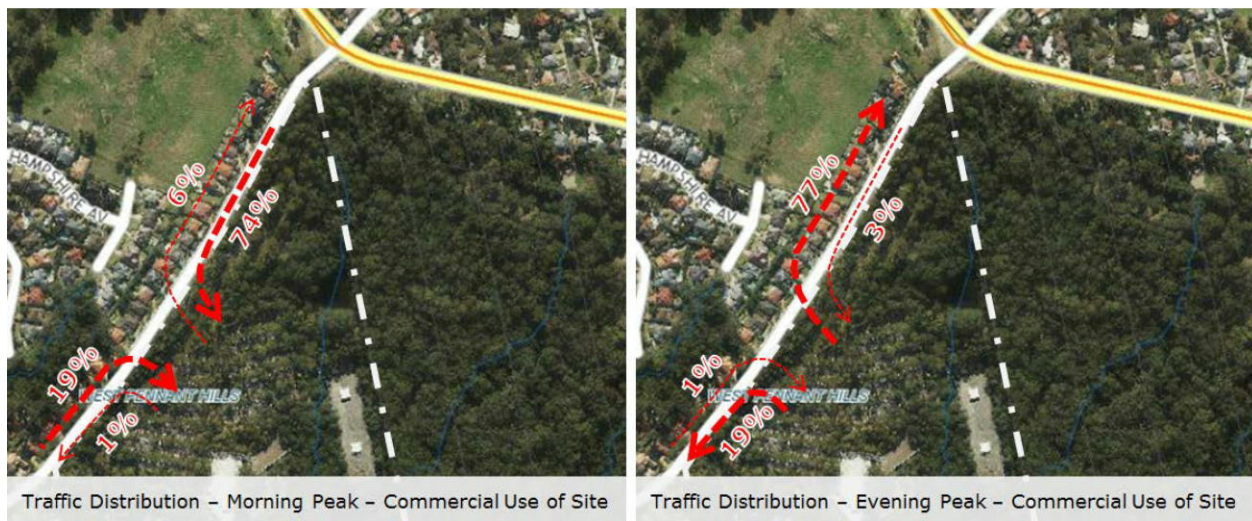 HAMPSHIRE AV
6%
74%
19%
1%
WEST PENNANT HILLS
Traffic Distribution – Morning Peak – Commercial Use of Site
HAMPSHIRE AV
77%
3%
1%
19%
WEST PENNANT HILLS
Traffic Distribution – Evening Peak – Commercial Use of Site